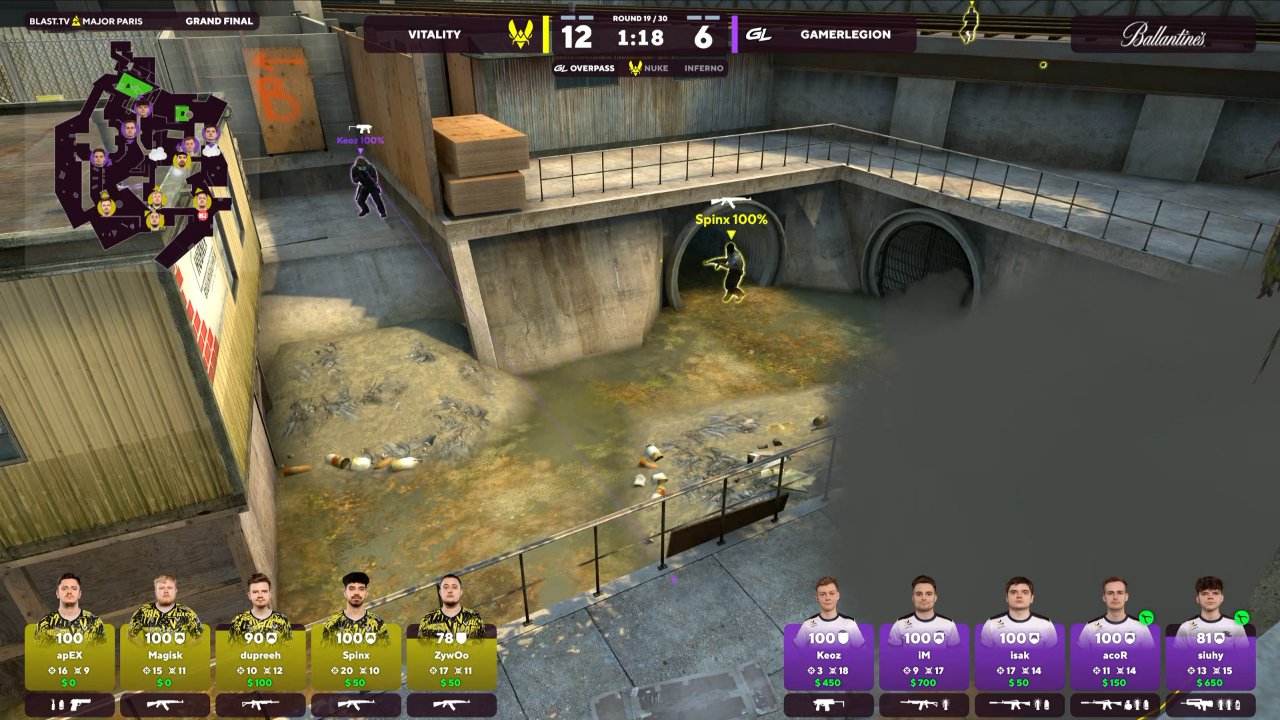 BLAST.TV MAJOR PARIS GRAND FINAL
VITALITY 12 ROUND 19 / 30 1:18 6 GL GAMERLEGION
Ballantine's
GL OVERPASS NUKE INFERNO
B
Keoz 100%
Spinx 100%
100 100 90 100 78 100 100 100 100 81
apEX Magisk dupreeh Spinx ZywOo Keoz iM isak acoR siuhy
16 9 15 11 10 12 20 10 17 11 3 18 9 17 17 14 11 14 13 15
$0 $0 $100 $50 $50 $450 $700 $50 $150 $650